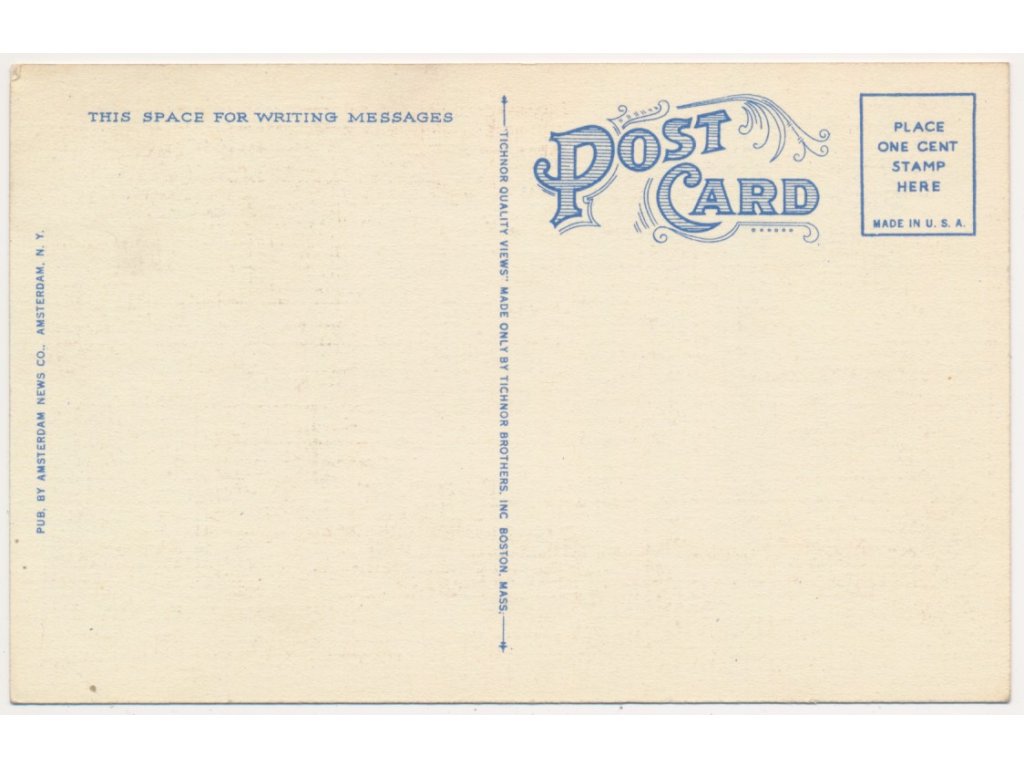 THIS SPACE FOR WRITING MESSAGES
PUB. BY AMSTERDAM NEWS CO., AMSTERDAM, N. Y.
"TICHNOR QUALITY VIEWS" MADE ONLY BY TICHNOR BROTHERS, INC BOSTON, MASS.
POST
CARD
PLACE
ONE CENT
STAMP
HERE
MADE IN U. S. A.